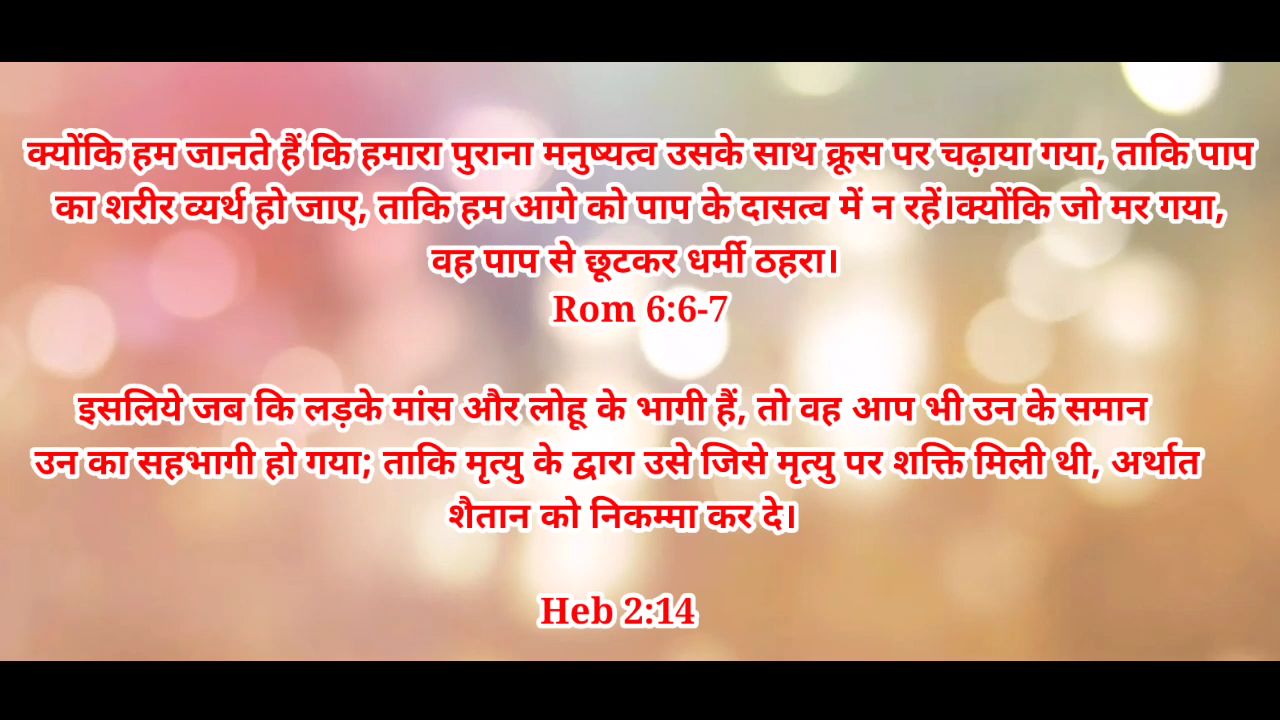 क्योंकि हम जानते हैं कि हमारा पुराना मनुष्यत्व उसके साथ क्रूस पर चढ़ाया गया, ताकि पाप
का शरीर व्यर्थ हो जाए, ताकि हम आगे को पाप के दासत्व में न रहें।क्योंकि जो मर गया,
वह पाप से छूटकर धर्मी ठहरा।
Rom 6:6-7
इसलिये जब कि लड़के मांस और लोहू के भागी हैं, तो वह आप भी उन के समान
उन का सहभागी हो गया; ताकि मृत्यु के द्वारा उसे जिसे मृत्यु पर शक्ति मिली थी, अर्थात
शैतान को निकम्मा कर दे।
Heb 2:14